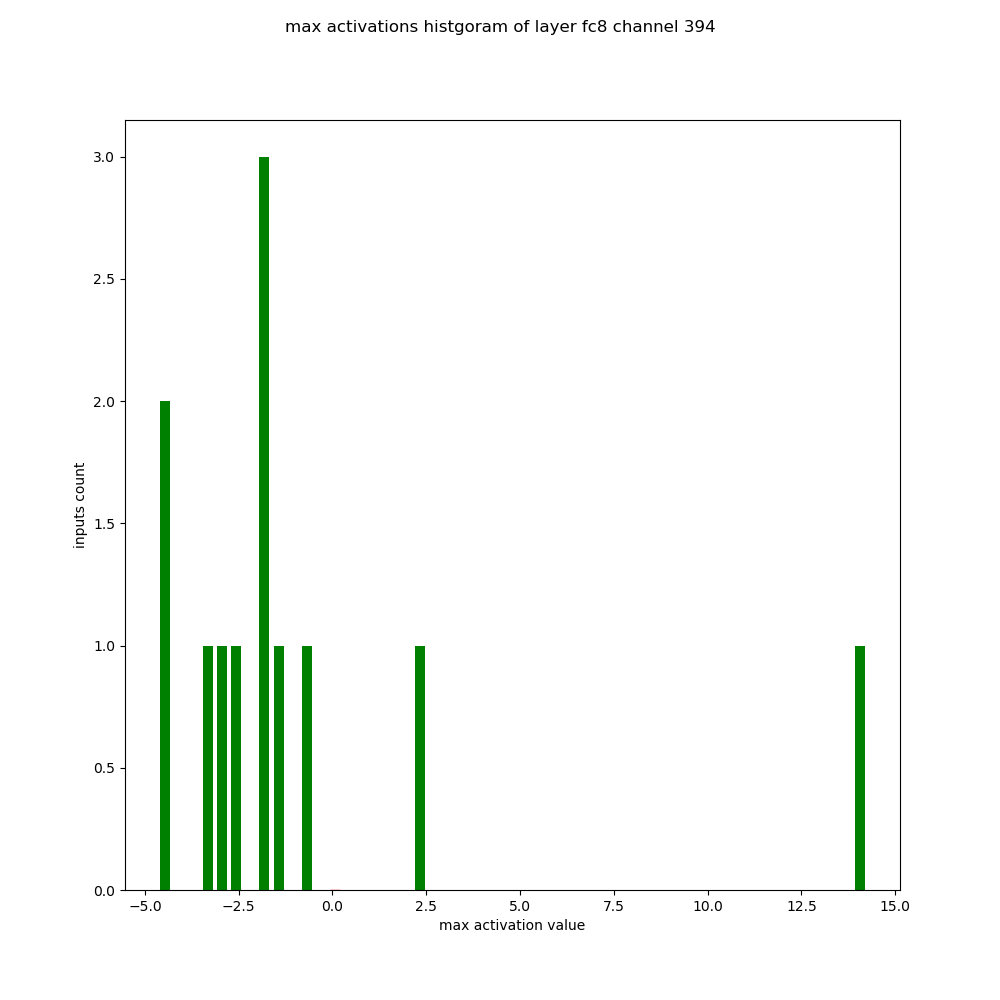 max activations histgoram of layer fc8 channel 394
3.0
2.5
2.0
1.5
1.0
0.5
0.0
inputs count
−5.0 −2.5 0.0 2.5 5.0 7.5 10.0 12.5 15.0
max activation value